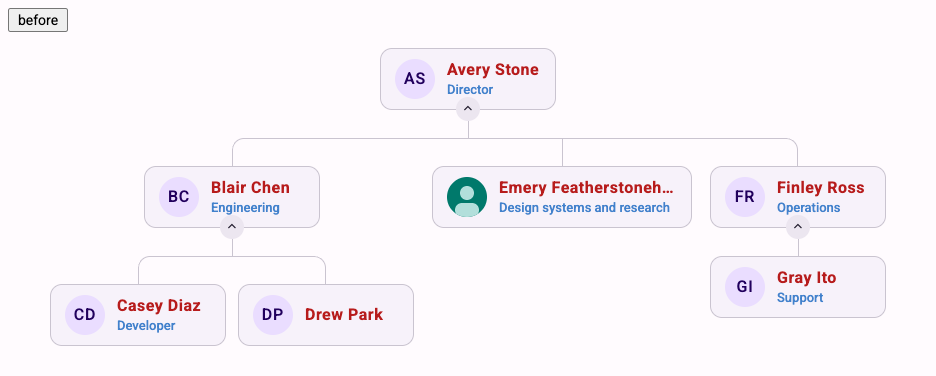 before
AS
Avery Stone
Director
BC
Blair Chen
Engineering
Emery Featherstoneh...
Design systems and research
FR
Finley Ross
Operations
CD
Casey Diaz
Developer
DP
Drew Park
GI
Gray Ito
Support